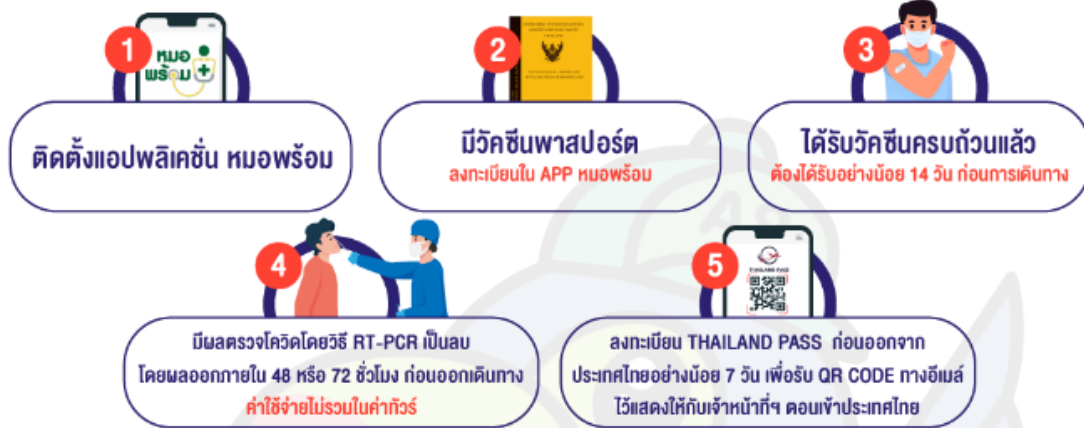 1
หมอ
พร้อม
ติดตั้งแอปพลิเคชั่น หมอพร้อม
2
THAILAND
มีวัคซีนพาสปอร์ต
ลงทะเบียนใน APP หมอพร้อม
3
ได้รับวัคซีนครบถ้วนแล้ว
ต้องได้รับอย่างน้อย 14 วัน ก่อนการเดินทาง
4
มีผลตรวจโควิดโดยวิธี RT-PCR เป็นลบ
โดยผลออกภายใน 48 หรือ 72 ชั่วโมง ก่อนออกเดินทาง
ค่าใช้จ่ายไม่รวมในค่าทัวร์
5
THAILAND PASS
ลงทะเบียน THAILAND PASS ก่อนออกจาก
ประเทศไทยอย่างน้อย 7 วัน เพื่อรับ QR CODE ทางอีเมล์
ไว้แสดงให้กับเจ้าหน้าที่ฯ ตอนเข้าประเทศไทย